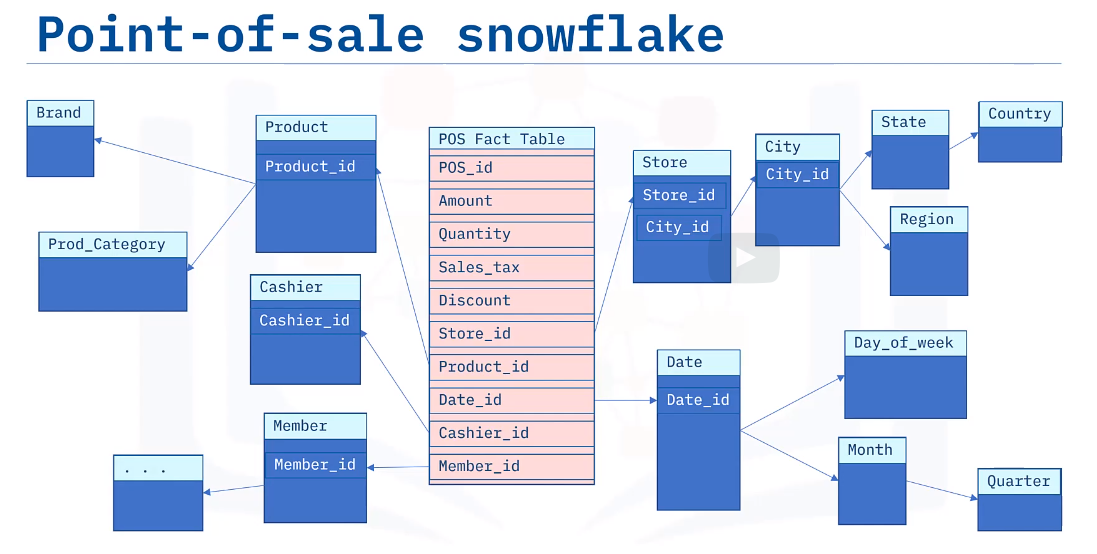 Point-of-sale snowflake
Brand
Prod_Category
Product
Product_id
Cashier
Cashier_id
Member
Member_id
. . .
POS Fact Table
POS_id
Amount
Quantity
Sales_tax
Discount
Store_id
Product_id
Date_id
Cashier_id
Member_id
Store
Store_id
City_id
City
City_id
State
Country
Region
Date
Date_id
Day_of_week
Month
Quarter